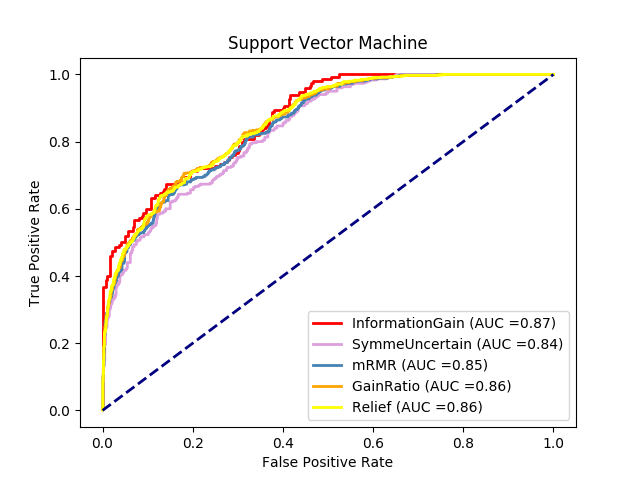 Support Vector Machine
True Positive Rate
1.0
0.8
0.6
0.4
0.2
0.0
InformationGain (AUC =0.87)
SymmeUncertain (AUC =0.84)
mRMR (AUC =0.85)
GainRatio (AUC =0.86)
Relief (AUC =0.86)
0.0 0.2 0.4 0.6 0.8 1.0
False Positive Rate